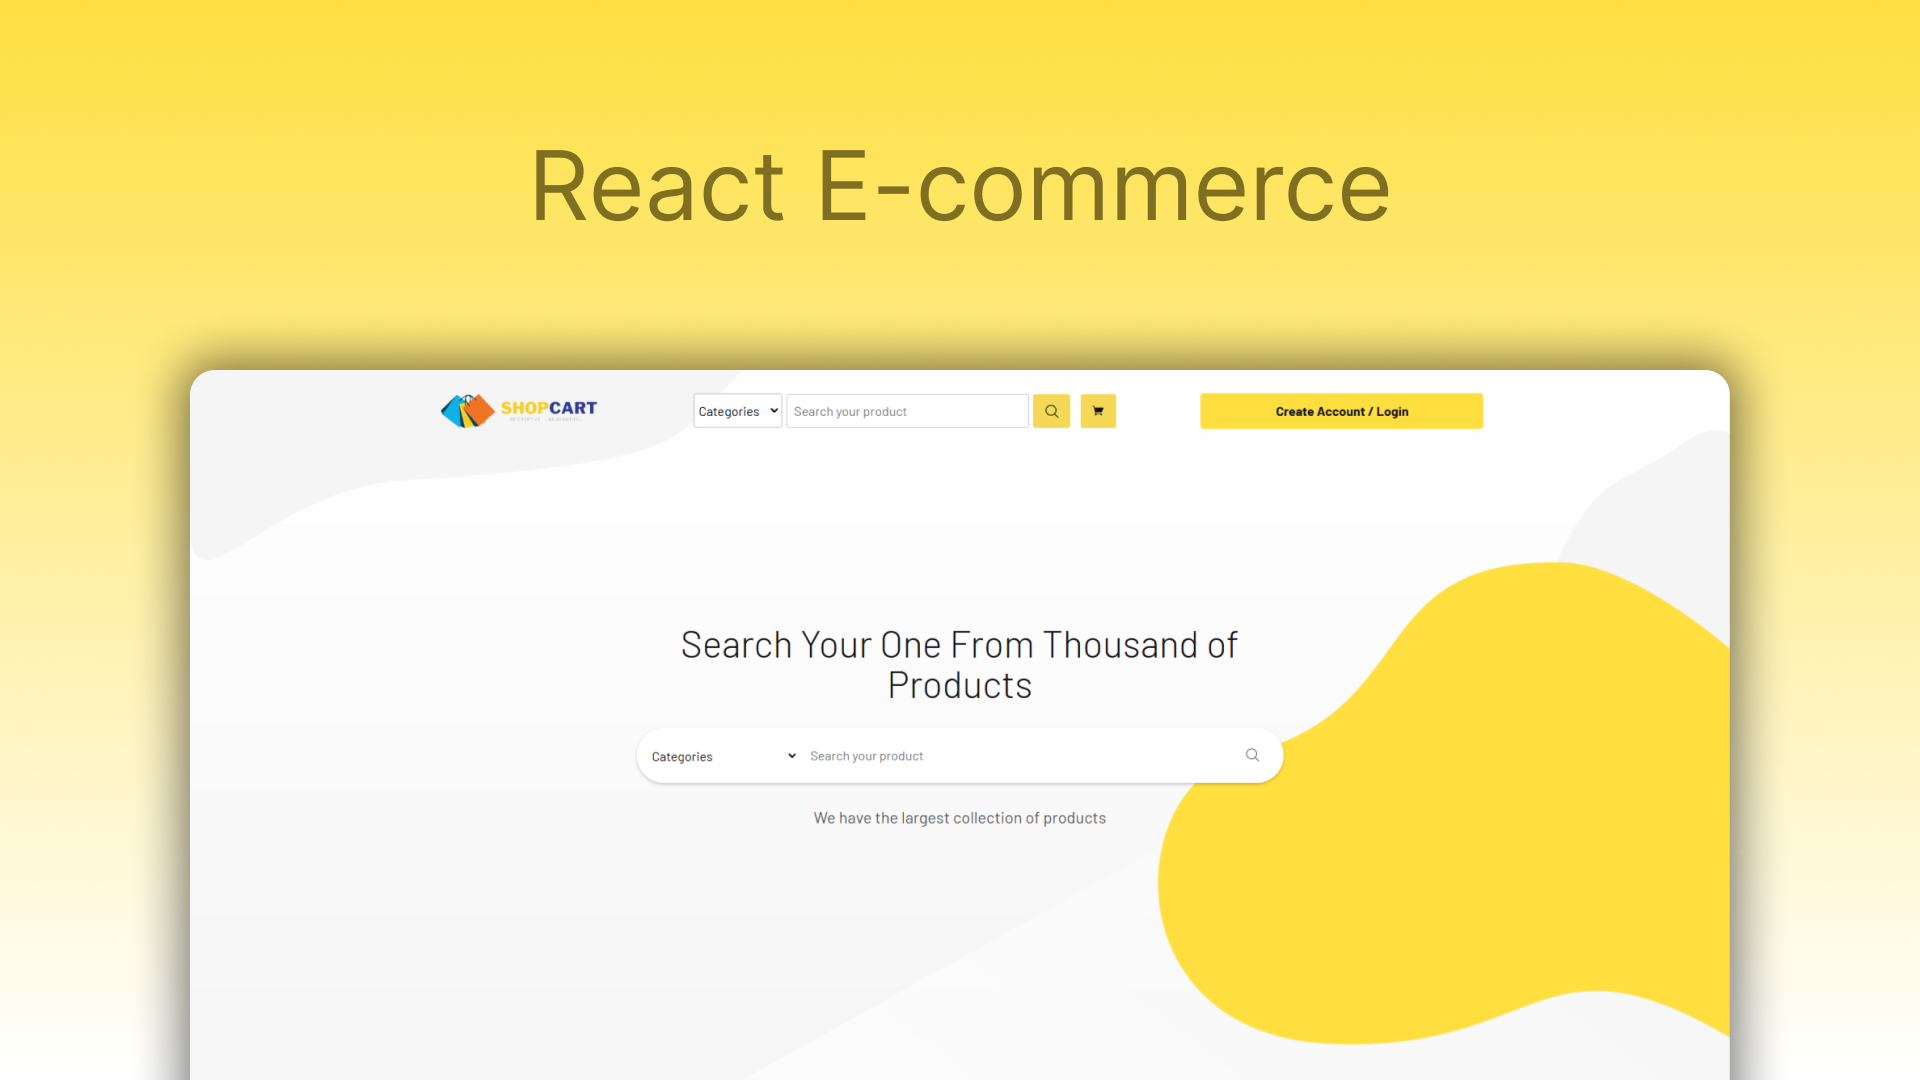 React E-commerce
SHOPCART
Categories
Search your product
Create Account / Login
Search Your One From Thousand of
Products
Categories
Search your product
We have the largest collection of products